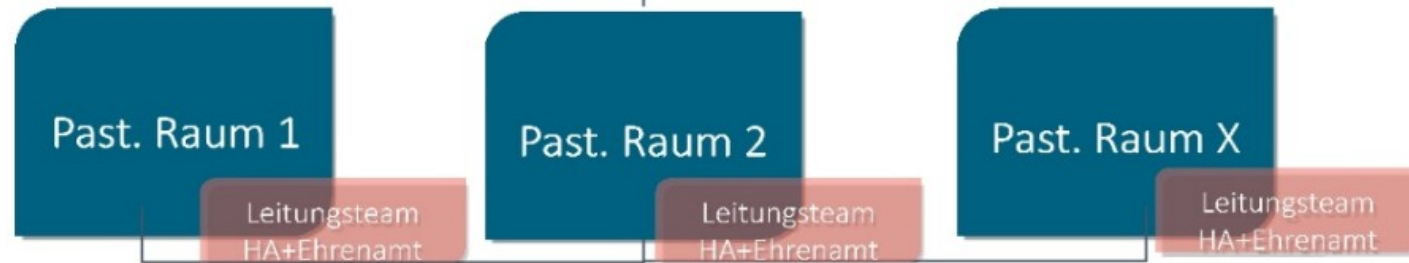 Past. Raum 1
Leitungsteam
HA+Ehrenamt
Past. Raum 2
Leitungsteam
HA+Ehrenamt
Past. Raum X
Leitungsteam
HA+Ehrenamt